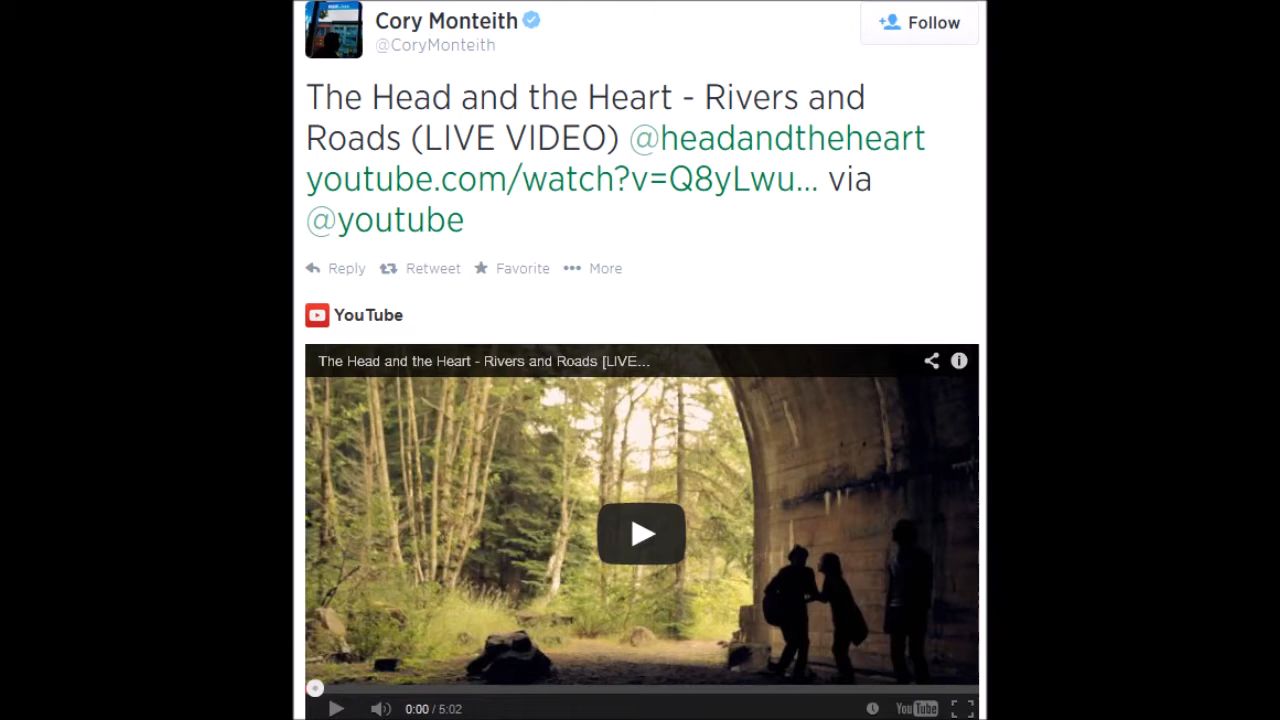 Cory Monteith
@CoryMonteith
Follow
The Head and the Heart - Rivers and
Roads (LIVE VIDEO) @headandtheheart
youtube.com/watch?v=Q8yLwu... via
@youtube
Reply Retweet Favorite More
YouTube
The Head and the Heart - Rivers and Roads [LIVE...
0:00 / 5:02
YouTube